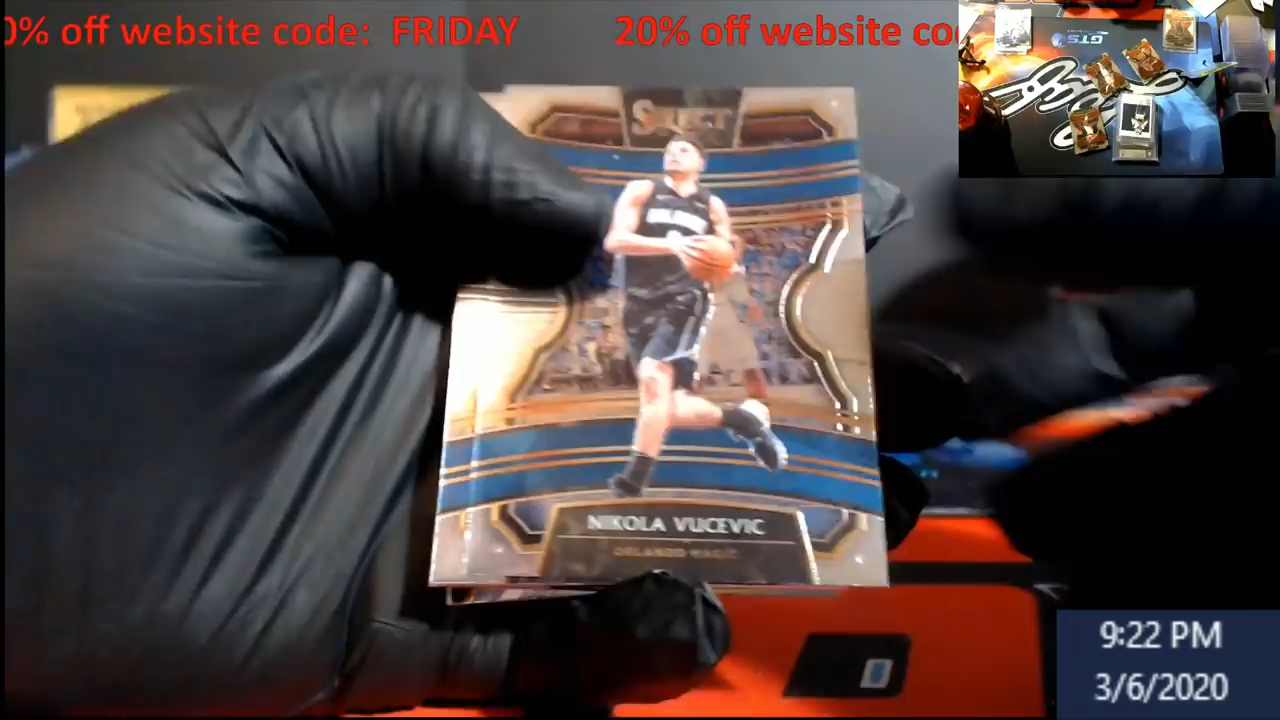 0% off website code: FRIDAY 20% off website co
SELECT
NIKOLA VUCEVIC
ORLANDO MAGIC
GTS
9:22 PM
3/6/2020